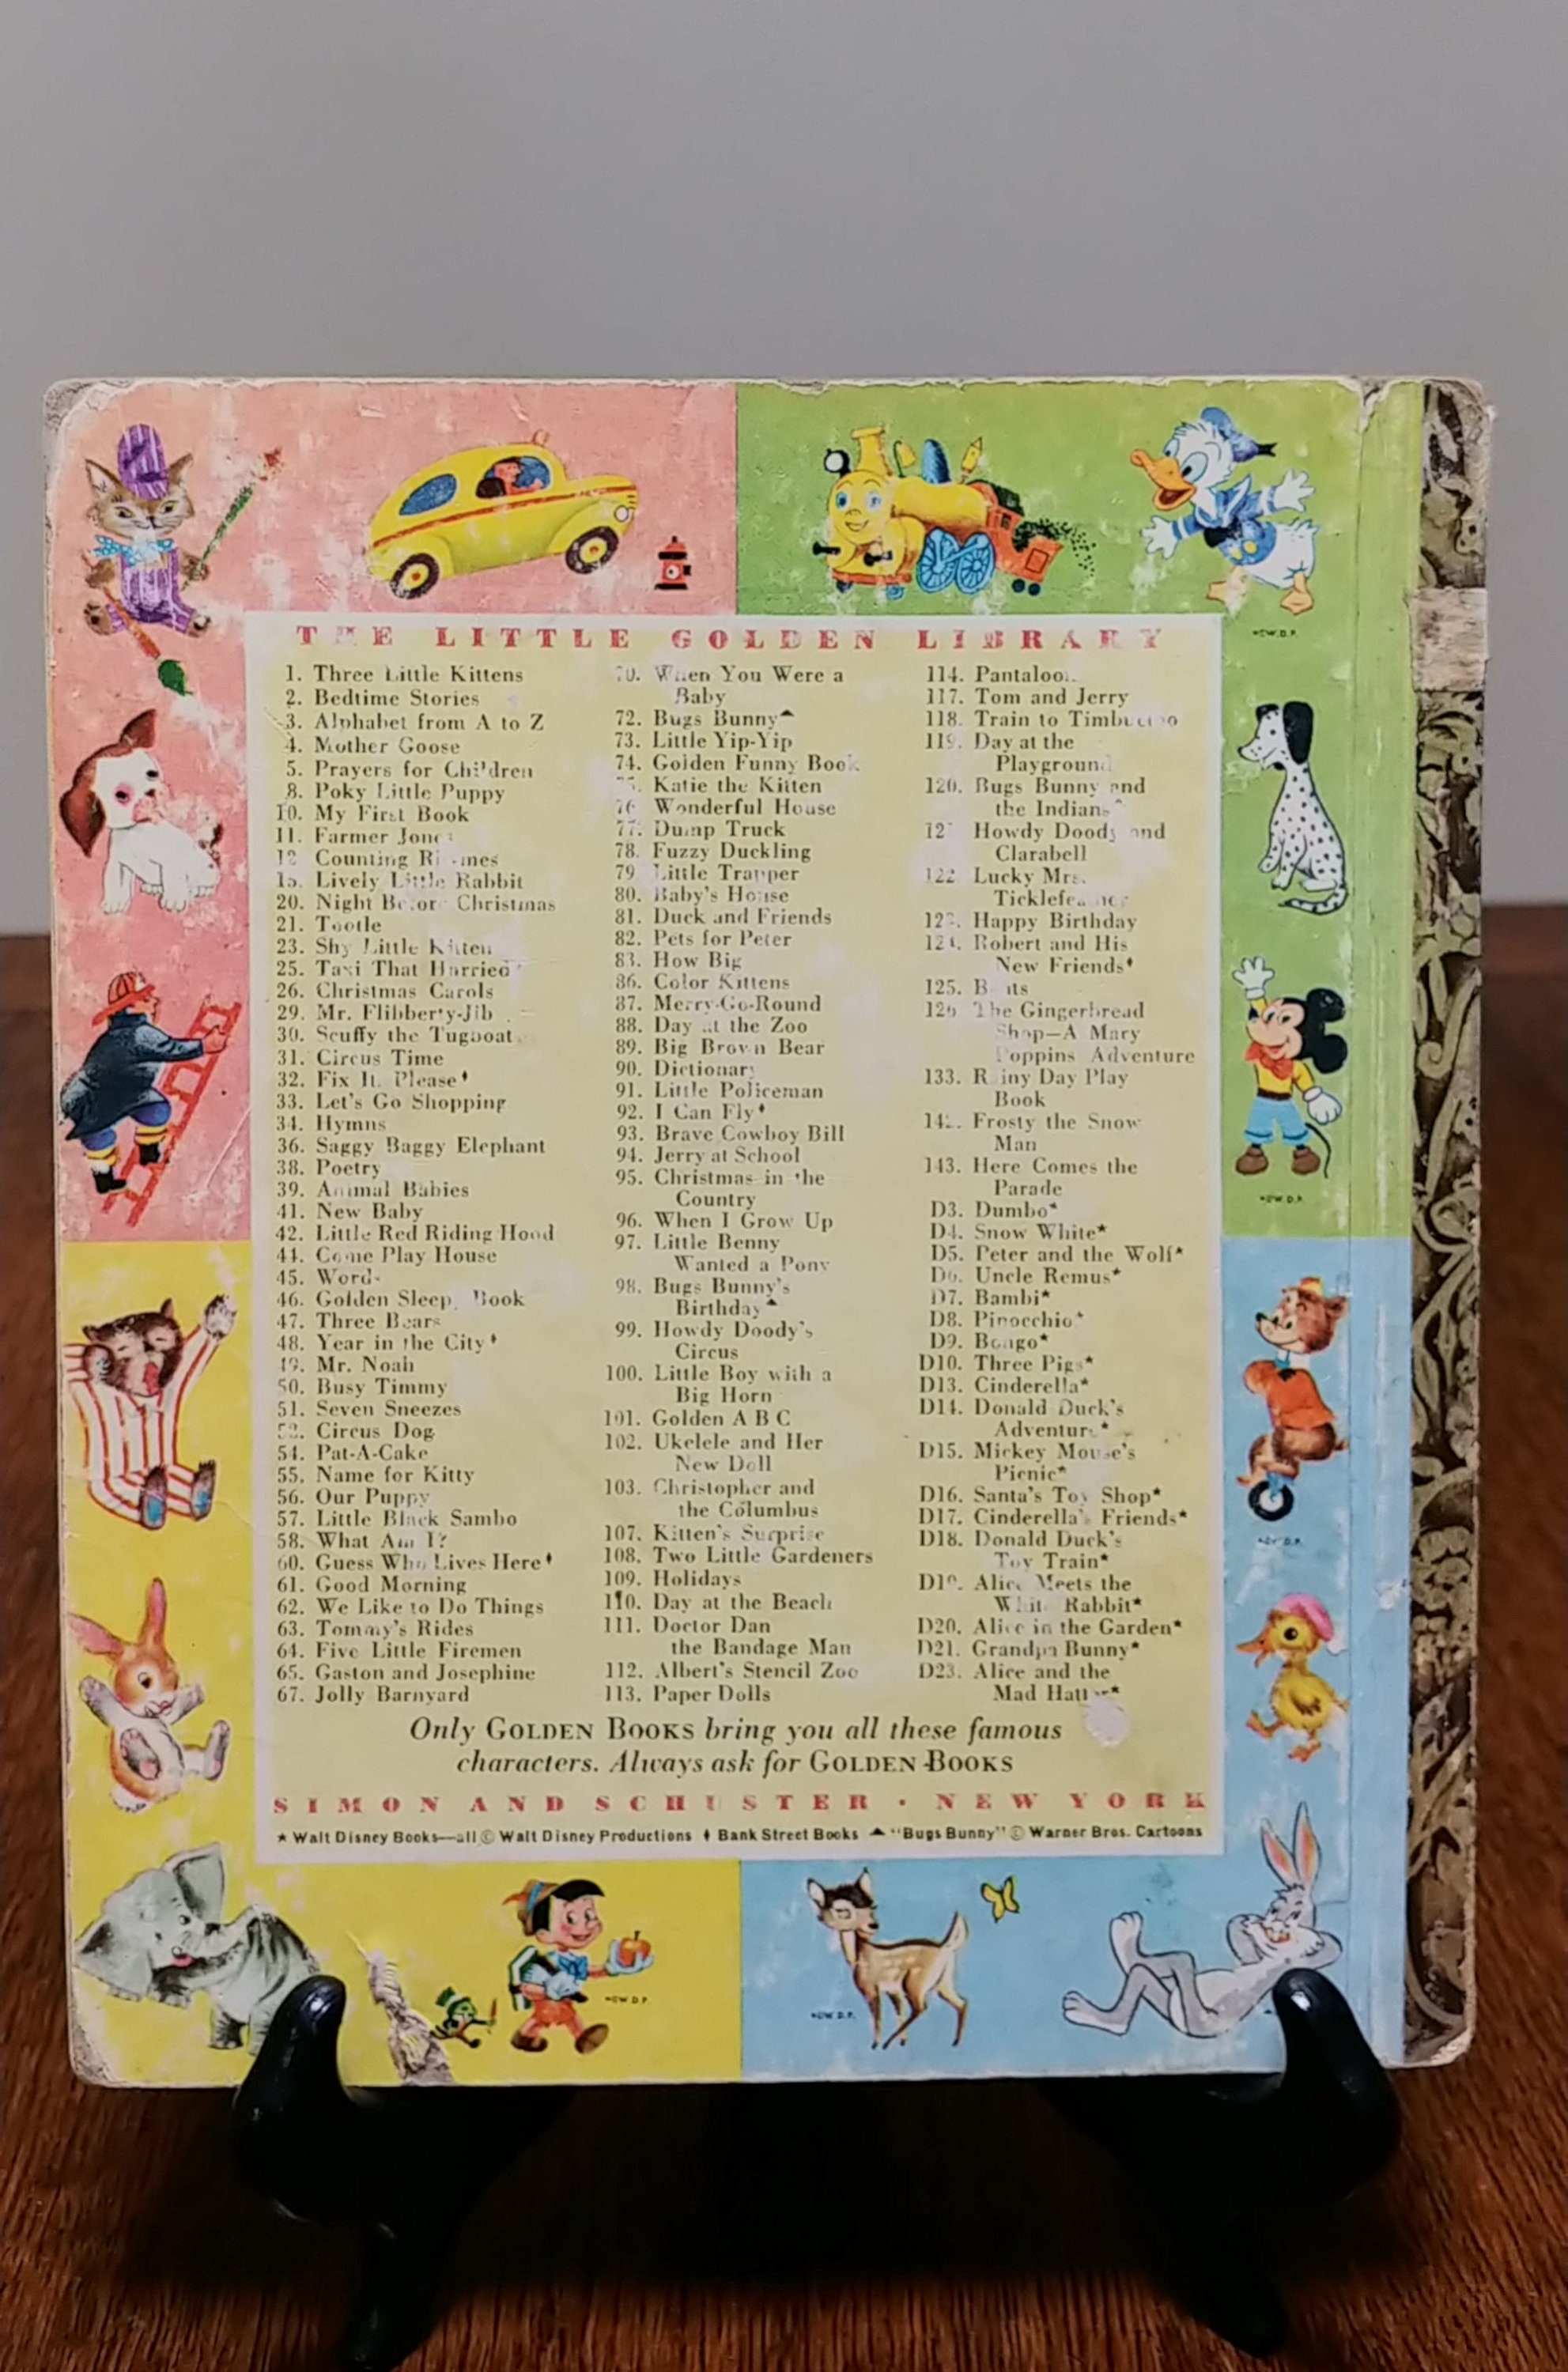 THE LITTLE GOLDEN LIBRARY
1. Three Little Kittens
2. Bedtime Stories
3. Alphabet from A to Z
4. Mother Goose
5. Prayers for Children
8. Poky Little Puppy
10. My First Book
11. Farmer Jones
12. Counting Rhymes
15. Lively Little Rabbit
20. Night Before Christmas
21. Tootle
23. Shy Little Kitten
25. Taxi That Hurried♦
26. Christmas Carols
29. Mr. Flibberty-Jib
30. Scuffy the Tugboat
31. Circus Time
32. Fix It, Please♦
33. Let's Go Shopping
34. Hymns
36. Saggy Baggy Elephant
38. Poetry
39. Animal Babies
41. New Baby
42. Little Red Riding Hood
44. Come Play House
45. Words
46. Golden Sleepy Book
47. Three Bears
48. Year in the City♦
49. Mr. Noah
50. Busy Timmy
51. Seven Sneezes
Circus Dog
54. Pat-A-Cake
55. Name for Kitty
56. Our Puppy
57. Little Black Sambo
58. What Am I?
60. Guess Who Lives Here♦
61. Good Morning
62. We Like to Do Things
63. Tommy's Rides
64. Five Little Firemen
65. Gaston and Josephine
67. Jolly Barnyard
70. When You Were a
Baby
72. Bugs Bunny▲
73. Little Yip-Yip
74. Golden Funny Book
75. Katie the Kitten
76. Wonderful House
77. Dump Truck
78. Fuzzy Duckling
79. Little Trapper
80. Baby's House
81. Duck and Friends
82. Pets for Peter
83. How Big
86. Color Kittens
87. Merry-Go-Round
88. Day at the Zoo
89. Big Brown Bear
90. Dictionary
91. Little Policeman
92. I Can Fly♦
93. Brave Cowboy Bill
94. Jerry at School
95. Christmas in the
Country
96. When I Grow Up
97. Little Benny
Wanted a Pony
98. Bugs Bunny's
Birthday▲
99. Howdy Doody's
Circus
100. Little Boy with a
Big Horn
101. Golden A B C
102. Ukelele and Her
New Doll
103. Christopher and
the Columbus
107. Kitten's Surprise
108. Two Little Gardeners
109. Holidays
110. Day at the Beach
111. Doctor Dan
the Bandage Man
112. Albert's Stencil Zoo
113. Paper Dolls
114. Pantaloon
117. Tom and Jerry
118. Train to Timbuctoo
119. Day at the
Playground
120. Bugs Bunny and
the Indians▲
121. Howdy Doody and
Clarabell
122. Lucky Mrs.
Ticklefeather
123. Happy Birthday
124. Robert and His
New Friends♦
125. Boats
126. The Gingerbread
Shop—A Mary
Poppins Adventure
133. Rainy Day Play
Book
142. Frosty the Snow
Man
143. Here Comes the
Parade
D3. Dumbo*
D4. Snow White*
D5. Peter and the Wolf*
D6. Uncle Remus*
D7. Bambi*
D8. Pinocchio*
D9. Bongo*
D10. Three Pigs*
D13. Cinderella*
D14. Donald Duck's
Adventure*
D15. Mickey Mouse's
Picnic*
D16. Santa's Toy Shop*
D17. Cinderella's Friends*
D18. Donald Duck's
Toy Train*
D19. Alice Meets the
White Rabbit*
D20. Alice in the Garden*
D21. Grandpa Bunny*
D23. Alice and the
Mad Hatter*
Only GOLDEN BOOKS bring you all these famous
characters. Always ask for GOLDEN BOOKS
SIMON AND SCHUSTER · NEW YORK
* Walt Disney Books—all © Walt Disney Productions ♦ Bank Street Books ▲ "Bugs Bunny" © Warner Bros. Cartoons
*©W.D.P.
*©W.D.P.
*©W.D.P.
*©W.D.P.
*©W.D.P.